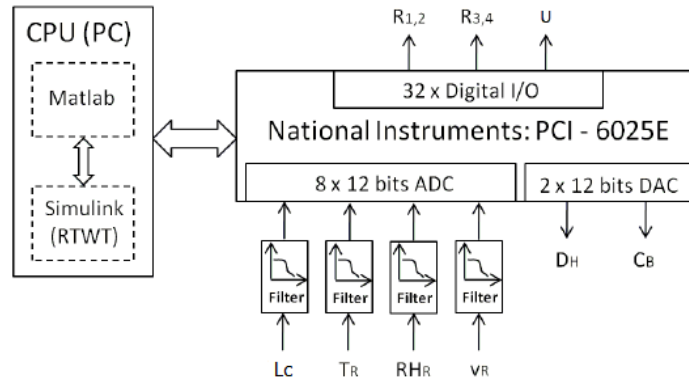 CPU (PC)
Matlab
Simulink
(RTWT)
R1,2 R3,4 U
32 x Digital I/O
National Instruments: PCI - 6025E
8 x 12 bits ADC
2 x 12 bits DAC
Filter Filter Filter Filter
DH CB
Lc TR RHR vR